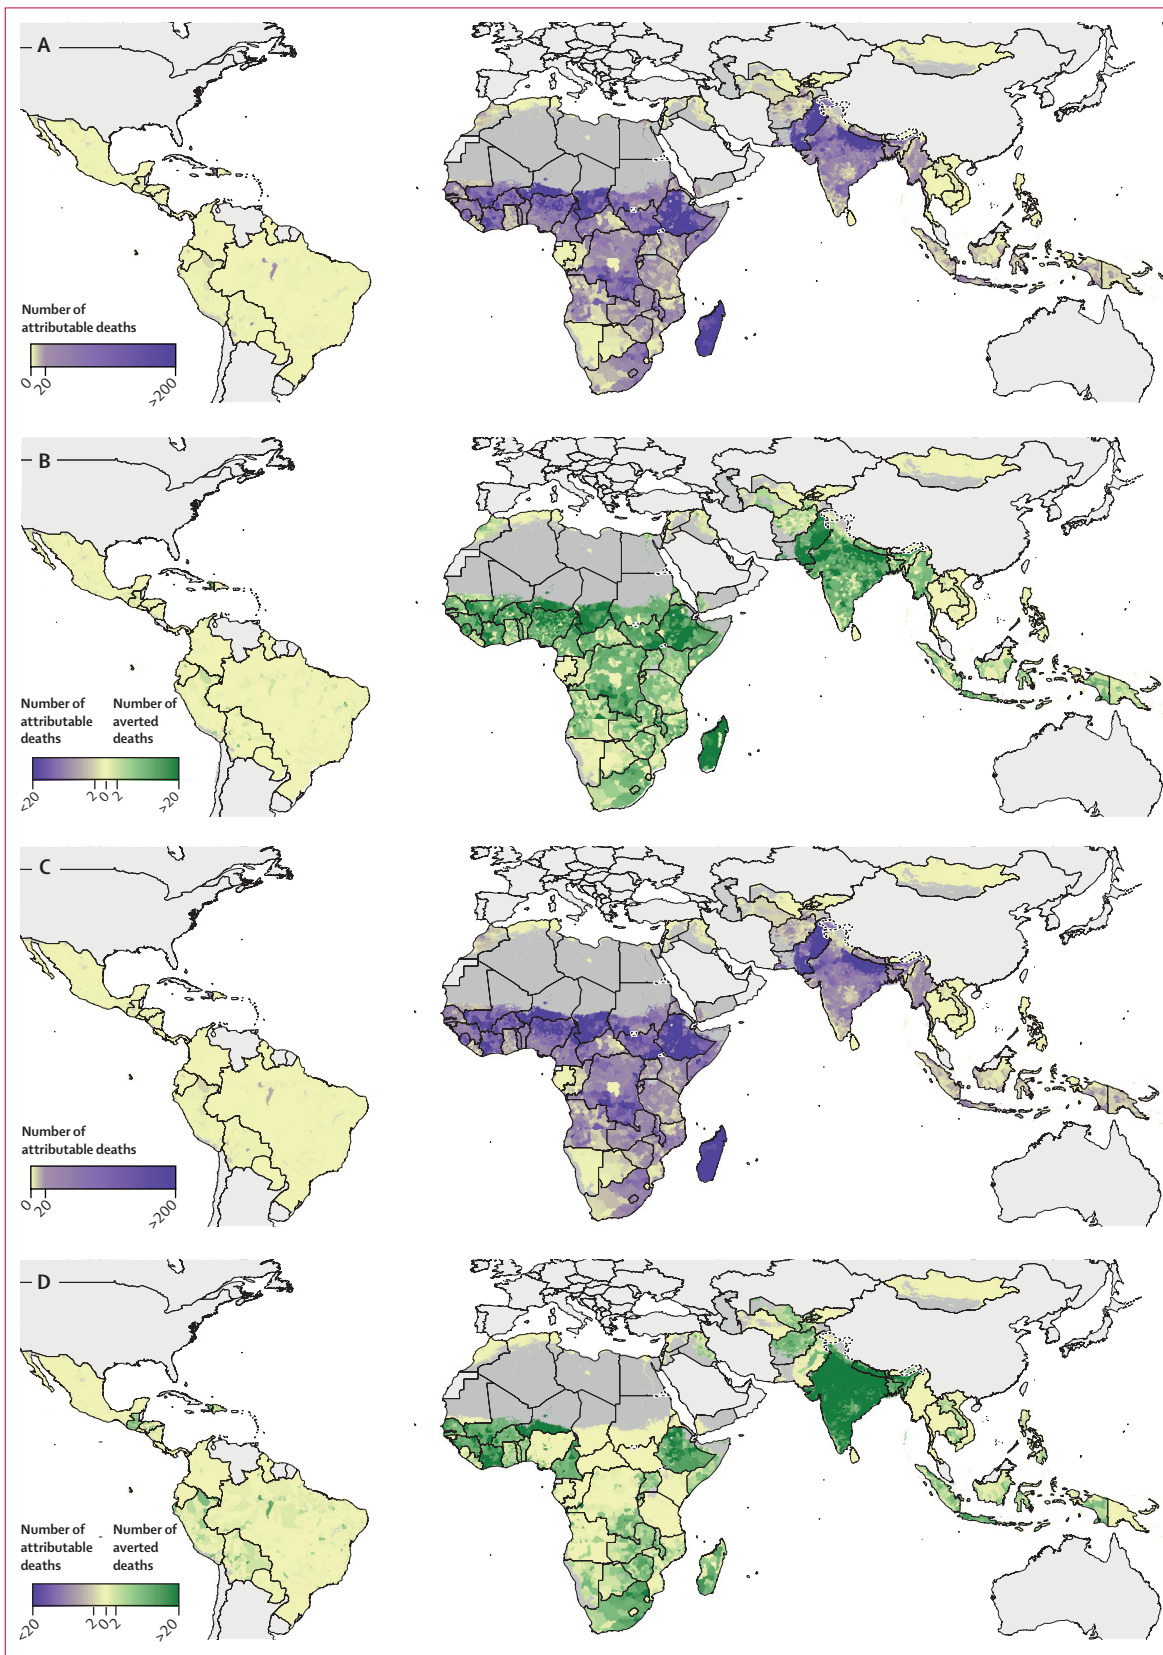 A
Number of
attributable deaths
0
20
>200
B
Number of
attributable
deaths
Number of
averted
deaths
<20
2
0
2
>20
C
Number of
attributable deaths
0
20
>200
D
Number of
attributable
deaths
Number of
averted
deaths
<20
2
0
2
>20